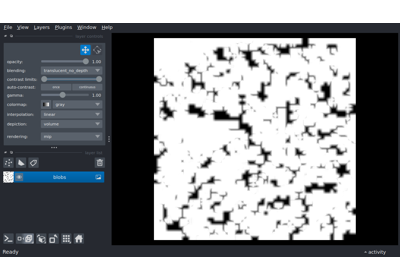 File View Layers Plugins Window Help
opacity: 1.00
blending: translucent_no_depth
contrast limits:
auto-contrast: once continuous
gamma: 1.00
colormap: gray
interpolation: linear
depiction: volume
rendering: mip
blobs
Ready
activity